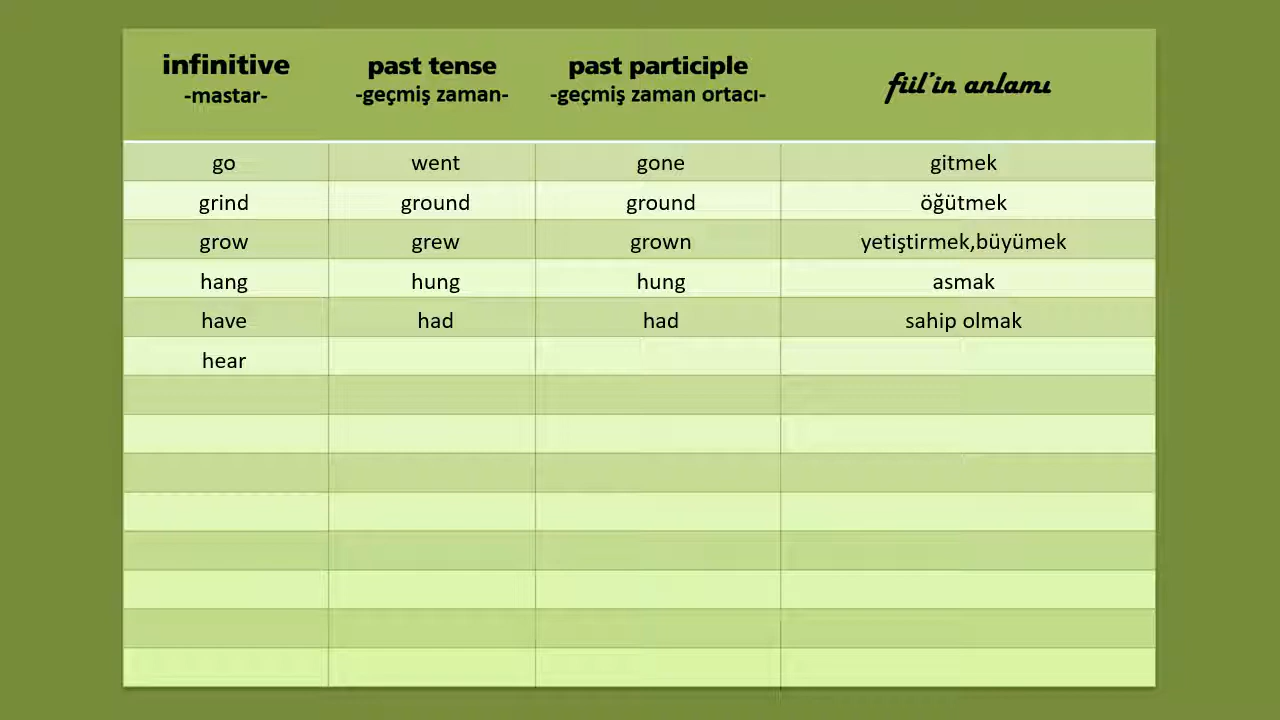 infinitive past tense past participle fiil'in anlamı
-mastar- -geçmiş zaman- -geçmiş zaman ortacı-
go went gone gitmek
grind ground ground öğütmek
grow grew grown yetiştirmek,büyümek
hang hung hung asmak
have had had sahip olmak
hear